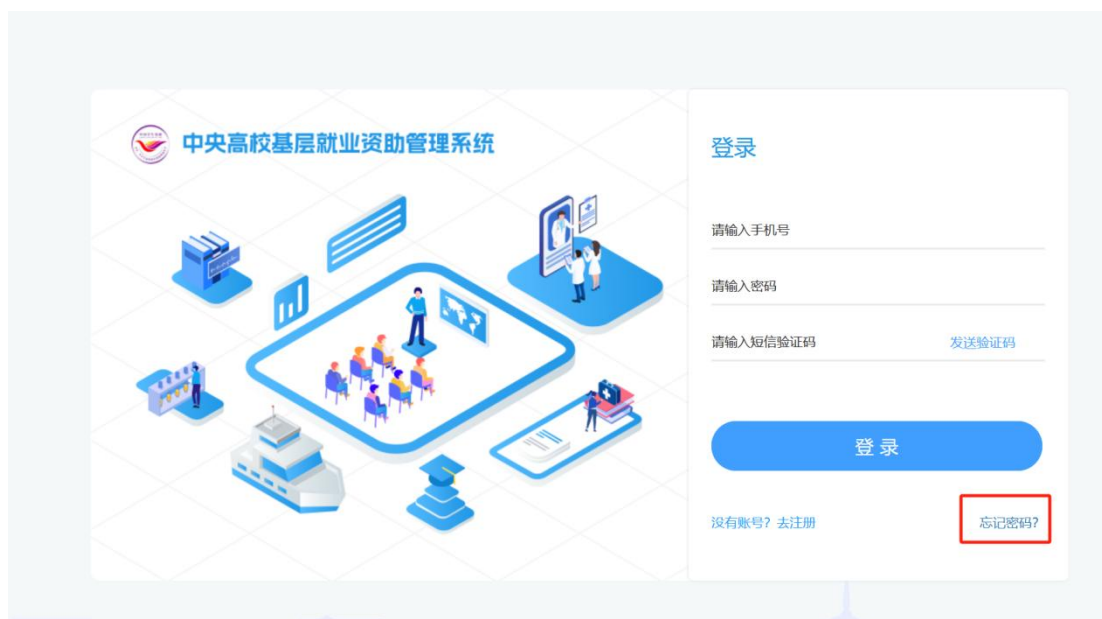 中央高校基层就业资助管理系统
登录
请输入手机号
请输入密码
请输入短信验证码
发送验证码
登 录
没有账号？去注册
忘记密码?